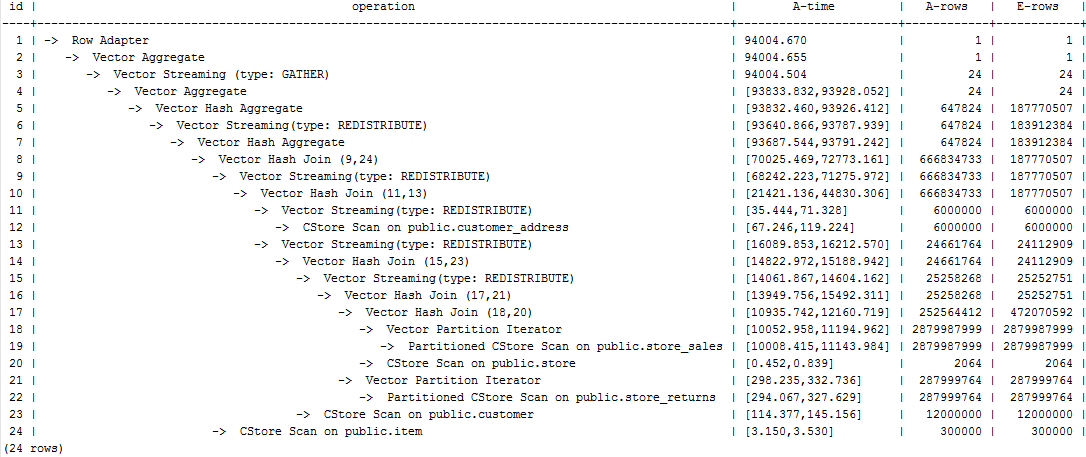 id | operation | A-time | A-rows | E-rows
----+----------------------------------------------------------------------------------------------------+-----------------------+------------+------------
1 | -> Row Adapter | 94004.670 | 1 | 1 |
2 | -> Vector Aggregate | 94004.655 | 1 | 1 |
3 | -> Vector Streaming (type: GATHER) | 94004.504 | 24 | 24 |
4 | -> Vector Aggregate | [93833.832,93928.052] | 24 | 24 |
5 | -> Vector Hash Aggregate | [93832.460,93926.412] | 647824 | 187770507 |
6 | -> Vector Streaming(type: REDISTRIBUTE) | [93640.866,93787.939] | 647824 | 183912384 |
7 | -> Vector Hash Aggregate | [93687.544,93791.242] | 647824 | 183912384 |
8 | -> Vector Hash Join (9,24) | [70025.469,72773.161] | 666834733 | 187770507 |
9 | -> Vector Streaming(type: REDISTRIBUTE) | [68242.223,71275.972] | 666834733 | 187770507 |
10 | -> Vector Hash Join (11,13) | [21421.136,44830.306] | 666834733 | 187770507 |
11 | -> Vector Streaming(type: REDISTRIBUTE) | [35.444,71.328] | 6000000 | 6000000 |
12 | -> CStore Scan on public.customer_address | [67.246,119.224] | 6000000 | 6000000 |
13 | -> Vector Streaming(type: REDISTRIBUTE) | [16089.853,16212.570] | 24661764 | 24112909 |
14 | -> Vector Hash Join (15,23) | [14822.972,15188.942] | 24661764 | 24112909 |
15 | -> Vector Streaming(type: REDISTRIBUTE) | [14061.867,14604.162] | 25258268 | 25252751 |
16 | -> Vector Hash Join (17,21) | [13949.756,15492.311] | 25258268 | 25252751 |
17 | -> Vector Hash Join (18,20) | [10935.742,12160.719] | 252564412 | 472070592 |
18 | -> Vector Partition Iterator | [10052.958,11194.962] | 2879987999 | 2879987999 |
19 | -> Partitioned CStore Scan on public.store_sales | [10008.415,11143.984] | 2879987999 | 2879987999 |
20 | -> CStore Scan on public.store | [0.452,0.839] | 2064 | 2064 |
21 | -> Vector Partition Iterator | [298.235,332.736] | 287999764 | 287999764 |
22 | -> Partitioned CStore Scan on public.store_returns | [294.067,327.629] | 287999764 | 287999764 |
23 | -> CStore Scan on public.customer | [114.377,145.156] | 12000000 | 12000000 |
24 | -> CStore Scan on public.item | [3.150,3.530] | 300000 | 300000 |
(24 rows)